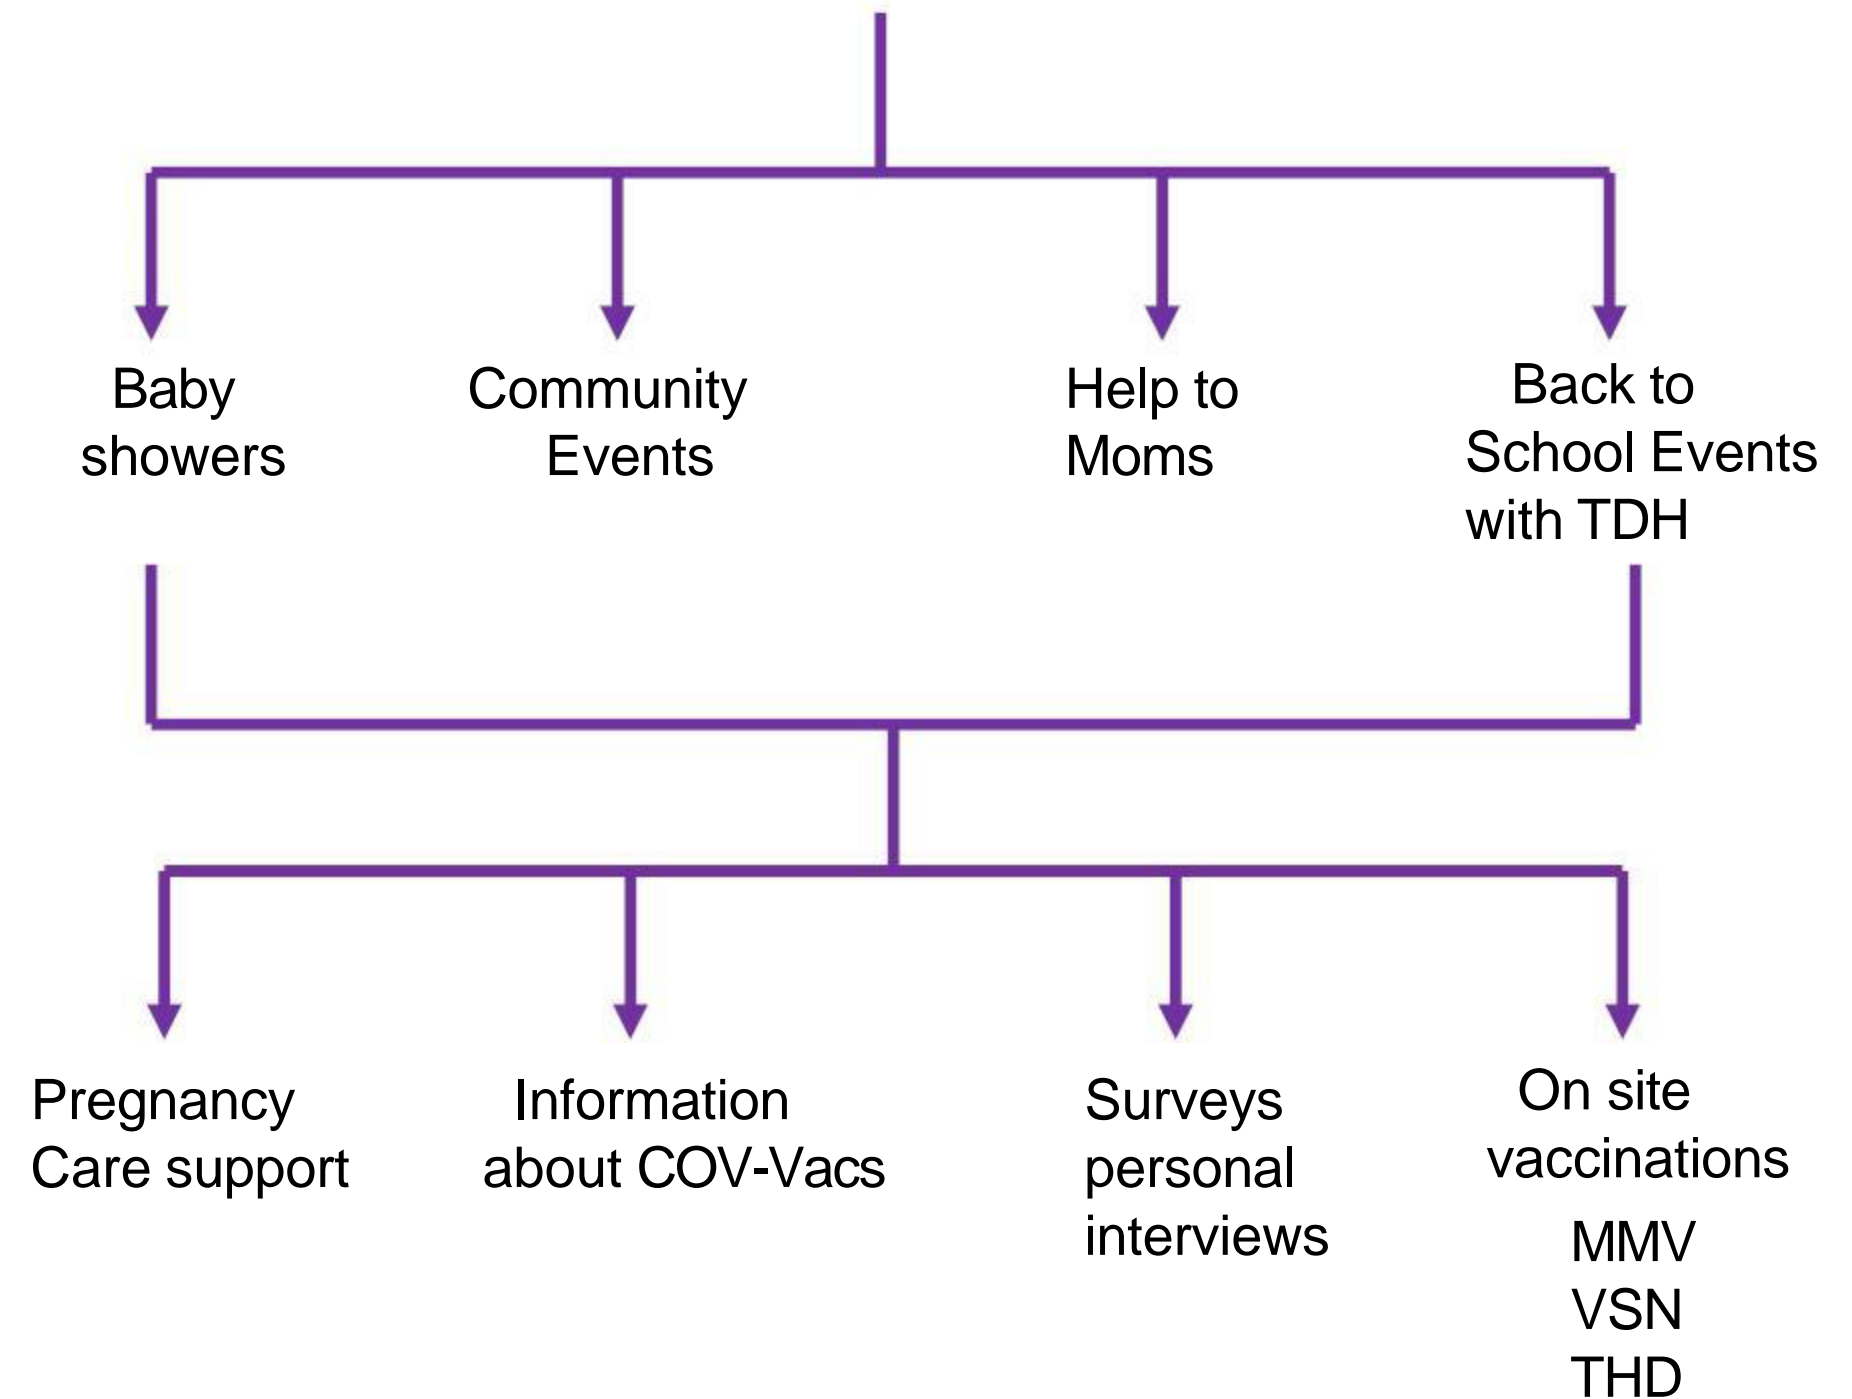 Baby
showers
Community
Events
Help to
Moms
Back to
School Events
with TDH
Pregnancy
Care support
Information
about COV-Vacs
Surveys
personal
interviews
On site
vaccinations
MMV
VSN
THD